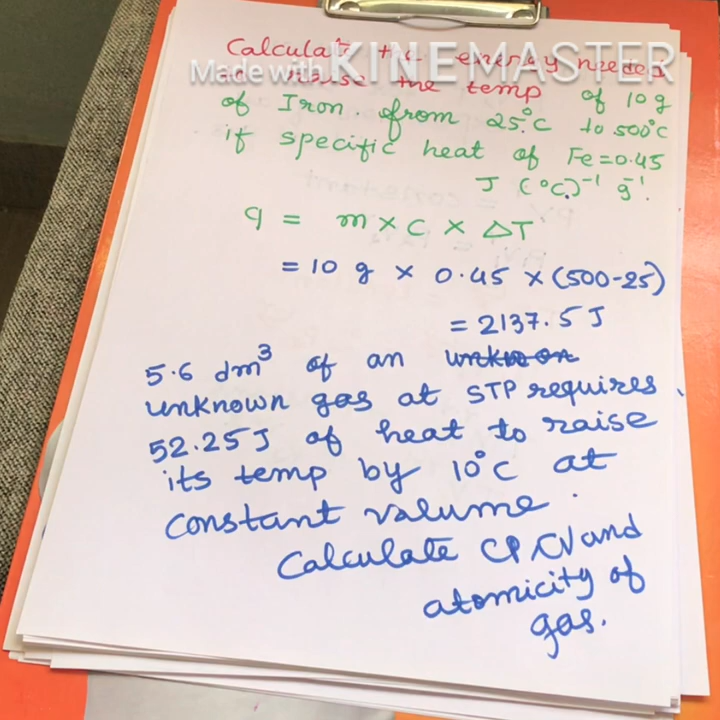 Calculate the energy needed
Made with KINEMASTER
to raise the temp of 10 g
of Iron. from 25°C to 500°C
if specific heat of Fe=0.45
J (°C)⁻¹ g⁻¹.
q = m × C × ΔT
= 10 g × 0.45 × (500-25)
= 2137.5 J
5.6 dm³ of an
unknown gas at STP requires
52.25J of heat to raise
its temp by 10°C at
constant volume.
Calculate CP, CV and
atomicity of
gas.